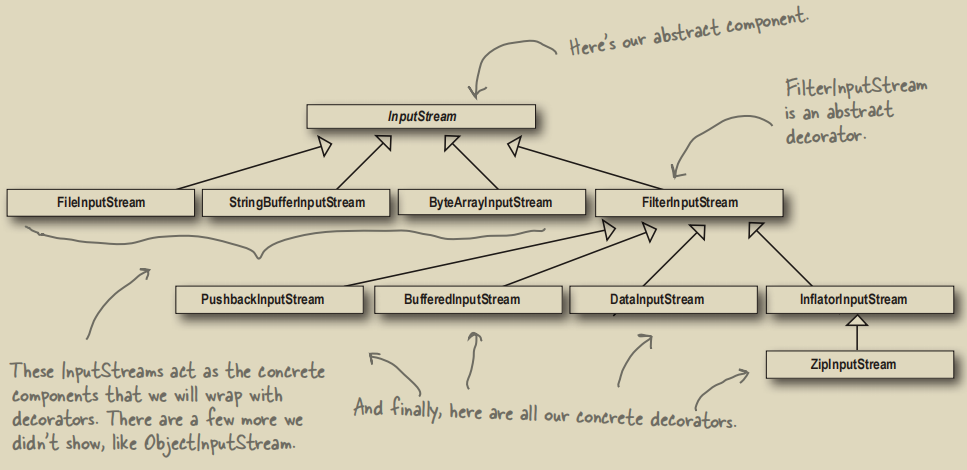 Here's our abstract component.
FilterInputStream
is an abstract
decorator.
InputStream
FileInputStream
StringBufferInputStream
ByteArrayInputStream
FilterInputStream
PushbackInputStream
BufferedInputStream
DataInputStream
InflatorInputStream
ZipInputStream
These InputStreams act as the concrete
components that we will wrap with
decorators. There are a few more we
didn't show, like ObjectInputStream.
And finally, here are all our concrete decorators.